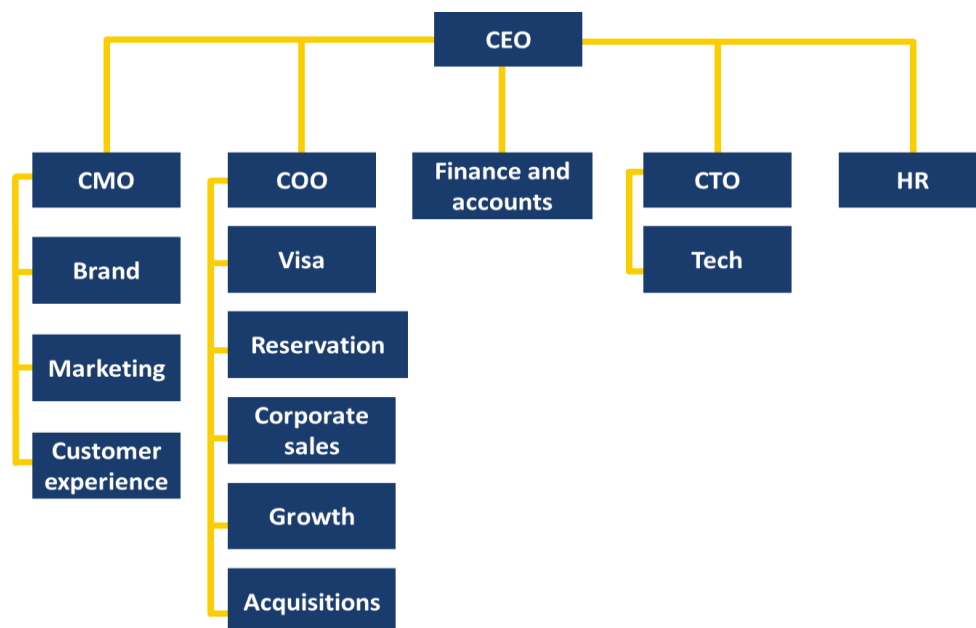 CEO
CMO
COO
Finance and
accounts
CTO
HR
Brand
Marketing
Customer
experience
Visa
Reservation
Corporate
sales
Growth
Acquisitions
Tech